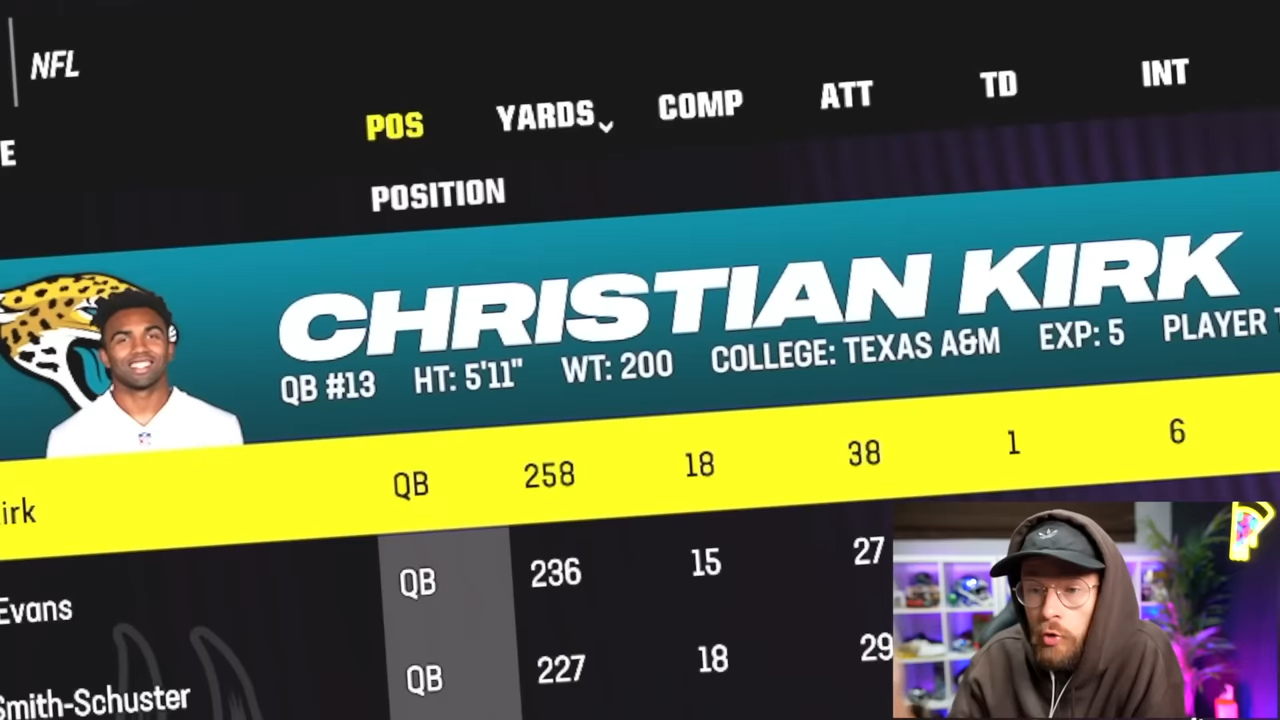 NFL
E
POS YARDS COMP ATT TD INT
POSITION
CHRISTIAN KIRK
QB #13 HT: 5'11" WT: 200 COLLEGE: TEXAS A&M EXP: 5 PLAYER
irk QB 258 18 38 1 6
Evans QB 236 15 27
Smith-Schuster QB 227 18 29